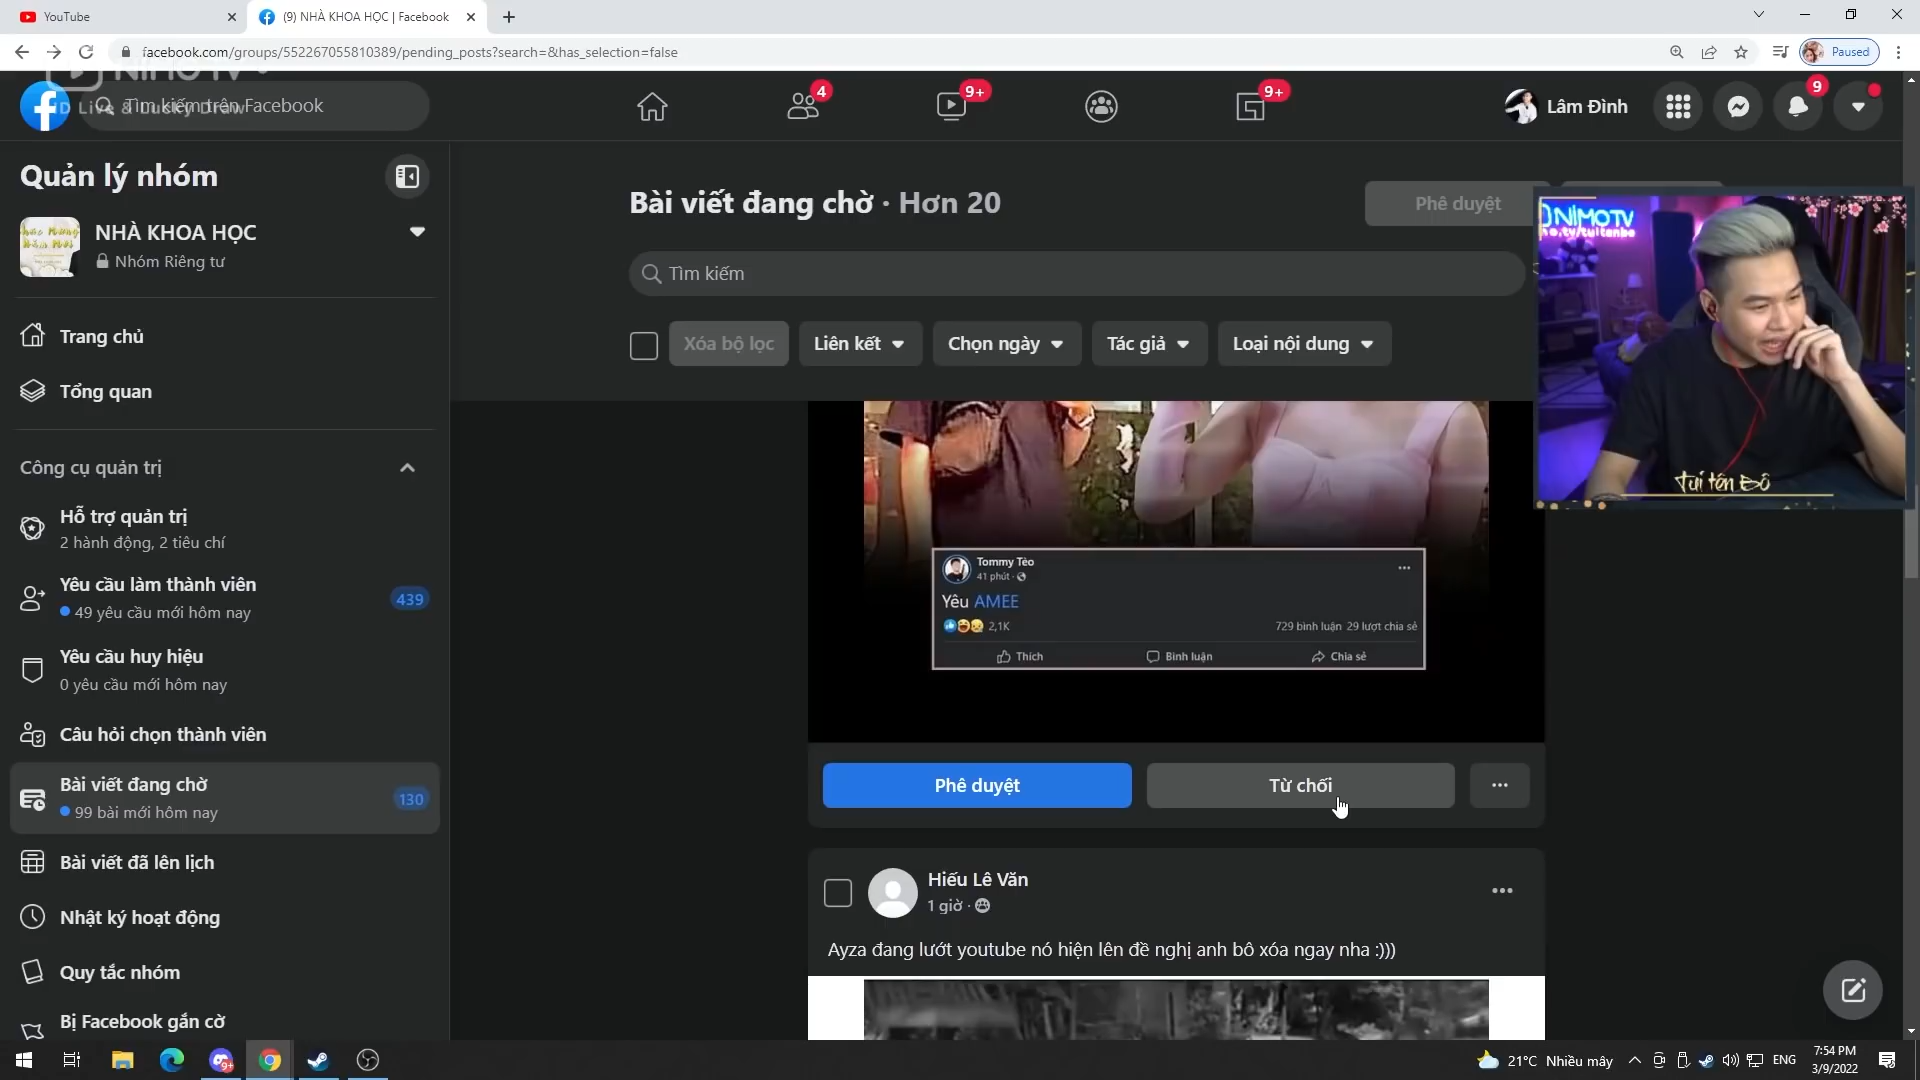 YouTube
(9) NHÀ KHOA HỌC | Facebook
facebook.com/groups/552267055810389/pending_posts?search=&has_selection=false
Paused
NIMOTV
Tìm kiếm trên Facebook
4
9+
9+
Lâm Đình
9
Quản lý nhóm
NHÀ KHOA HỌC
Nhóm Riêng tư
Trang chủ
Tổng quan
Công cụ quản trị
Hỗ trợ quản trị
2 hành động, 2 tiêu chí
Yêu cầu làm thành viên
49 yêu cầu mới hôm nay
439
Yêu cầu huy hiệu
0 yêu cầu mới hôm nay
Câu hỏi chọn thành viên
Bài viết đang chờ
99 bài mới hôm nay
130
Bài viết đã lên lịch
Nhật ký hoạt động
Quy tắc nhóm
Bị Facebook gắn cờ
Bài viết đang chờ · Hơn 20
Phê duyệt
Tìm kiếm
Xóa bộ lọc
Liên kết
Chọn ngày
Tác giả
Loại nội dung
NIMOTV
Tui tên Bô
Tommy Tèo
41 phút ·
Yêu AMEE
2,1K
729 bình luận 29 lượt chia sẻ
Thích
Bình luận
Chia sẻ
Phê duyệt
Từ chối
Hiếu Lê Văn
1 giờ ·
Ayza đang lướt youtube nó hiện lên đề nghị anh bô xóa ngay nha :)))
9+
21°C Nhiều mây
ENG
7:54 PM
3/9/2022